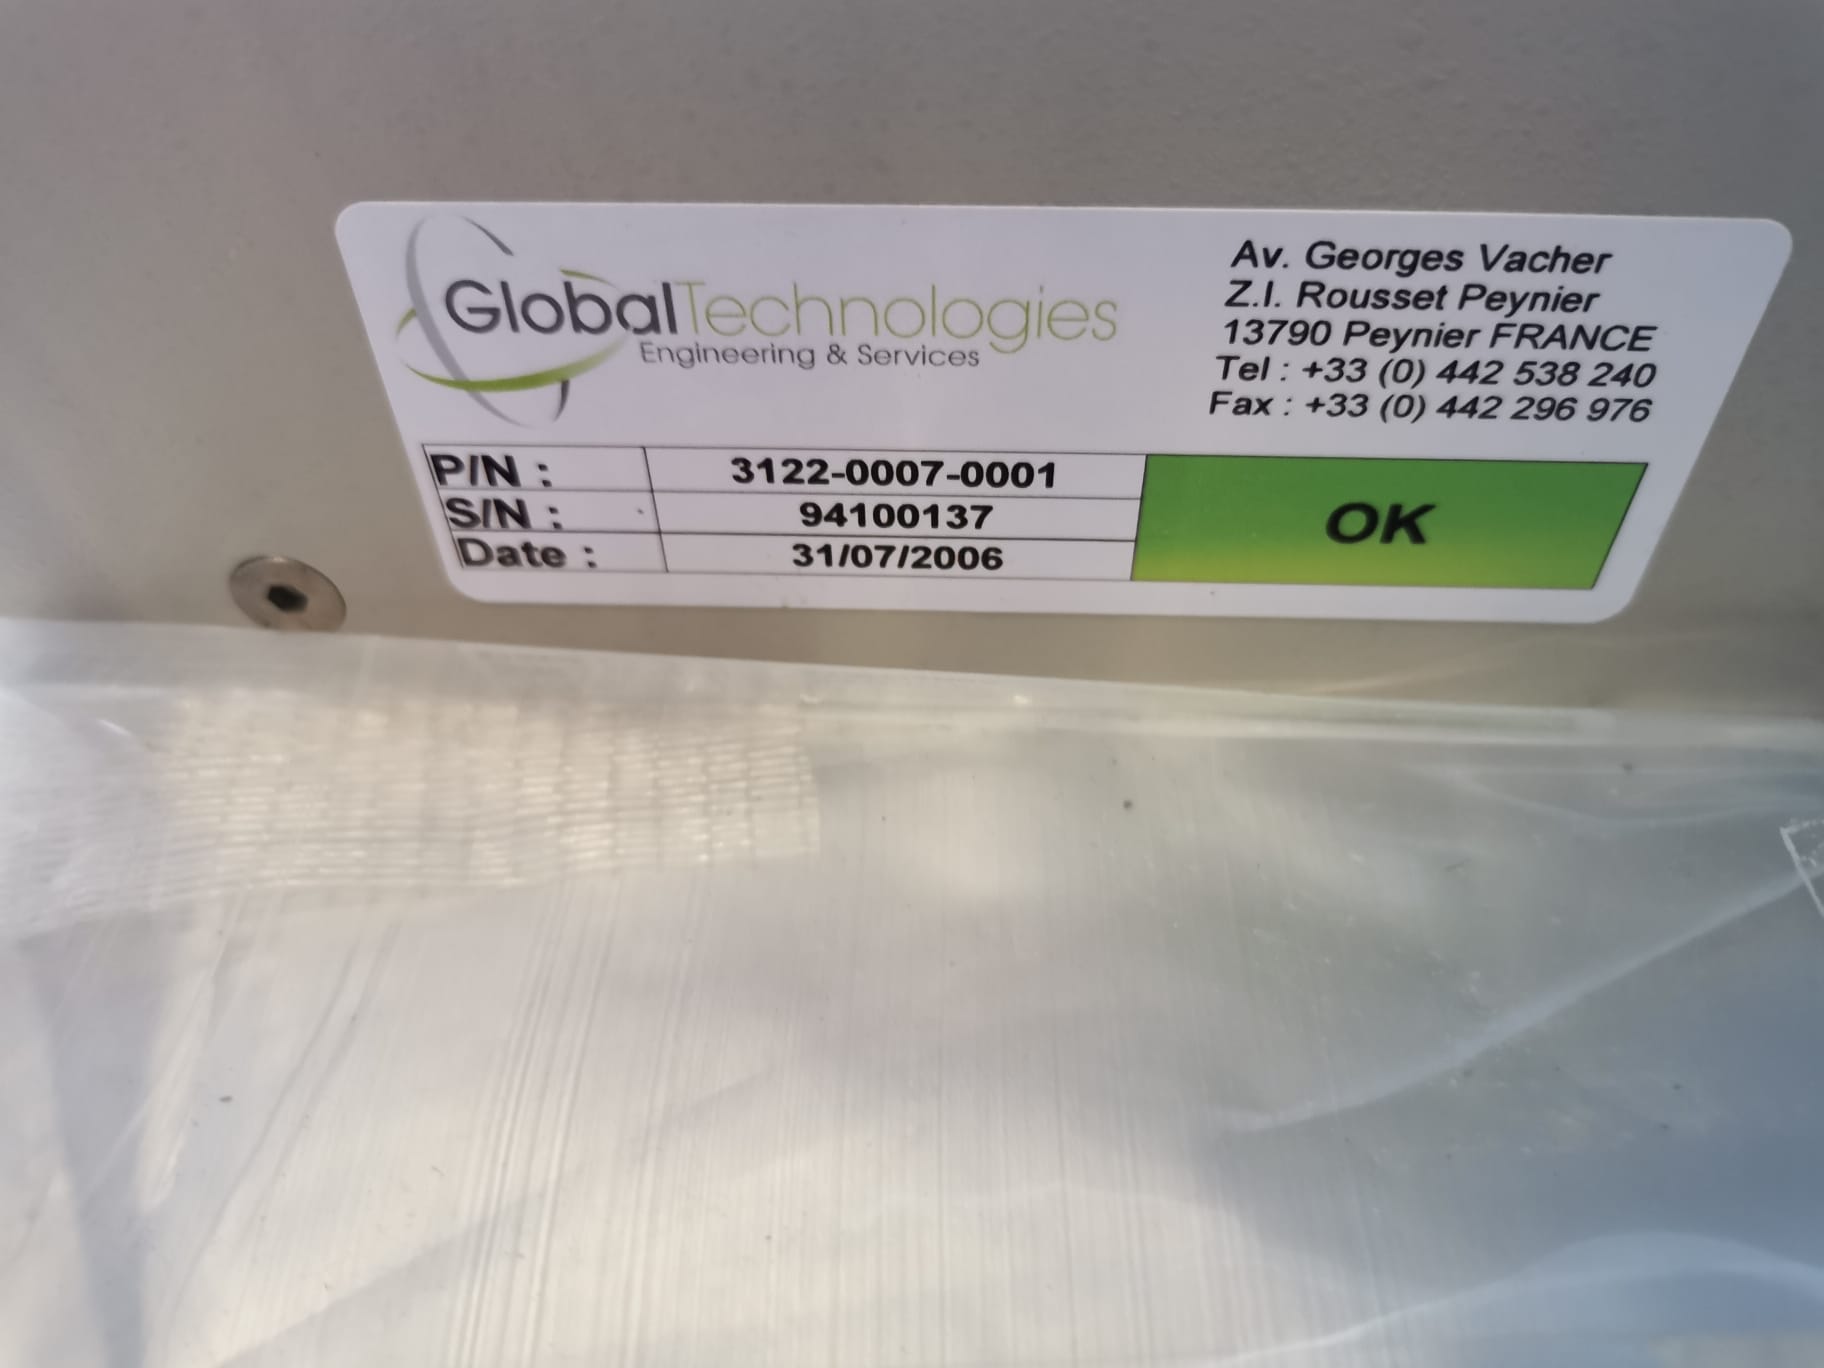 GlobalTechnologies
Engineering & Services
Av. Georges Vacher
Z.I. Rousset Peynier
13790 Peynier FRANCE
Tel : +33 (0) 442 538 240
Fax : +33 (0) 442 296 976
P/N : 3122-0007-0001
S/N : 94100137
Date : 31/07/2006
OK